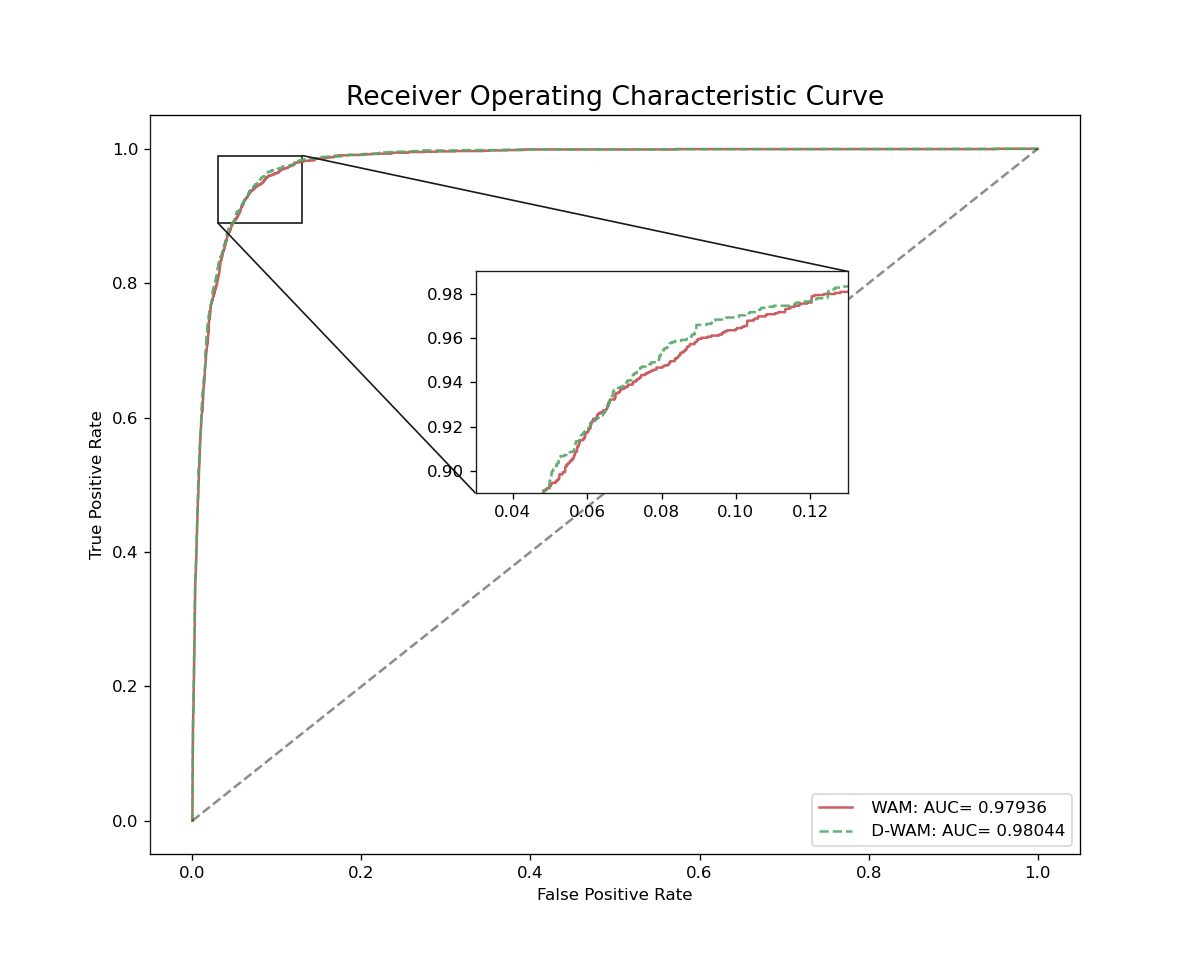 Receiver Operating Characteristic Curve
True Positive Rate
1.0
0.8
0.6
0.4
0.2
0.0
0.98
0.96
0.94
0.92
0.90
0.04 0.06 0.08 0.10 0.12
WAM: AUC= 0.97936
D-WAM: AUC= 0.98044
0.0 0.2 0.4 0.6 0.8 1.0
False Positive Rate